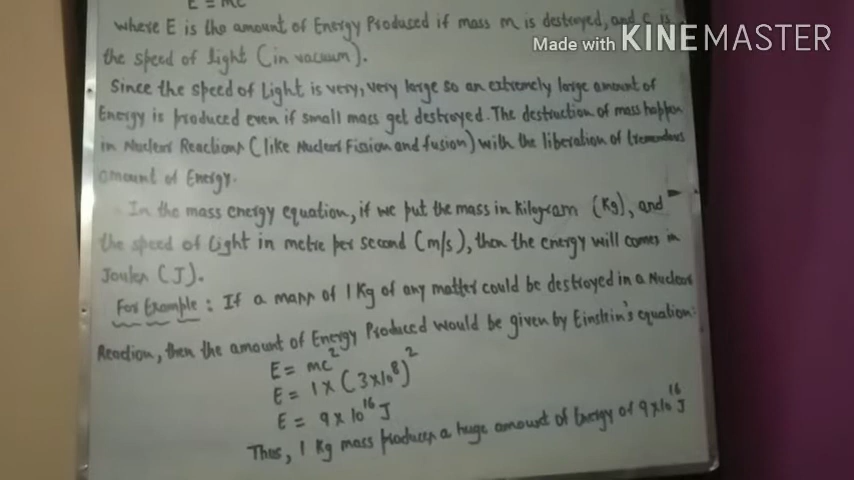 E = mc
where E is the amount of Energy Produced if mass m is destroyed, and c is
the speed of light (in vacuum).
Made with KINEMASTER
Since the speed of Light is very, very large so an extremely large amount of
Energy is produced even if small mass get destroyed. The destruction of mass happen
in Nuclear Reactions (like Nuclear Fission and fusion) with the liberation of tremendous
amount of Energy.
In the mass energy equation, if we put the mass in Kilogram (Kg), and
the speed of Light in metre per second (m/s), then the energy will comes in
Joules (J).
For Example : If a mass of 1 Kg of any matter could be destroyed in a Nuclear
Reaction, then the amount of Energy Produced would be given by Einstein's equation:
E = mc²
E = 1 × (3×10⁸)²
E = 9 × 10¹⁶ J
Thus, 1 Kg mass produces a huge amount of Energy of 9×10¹⁶ J